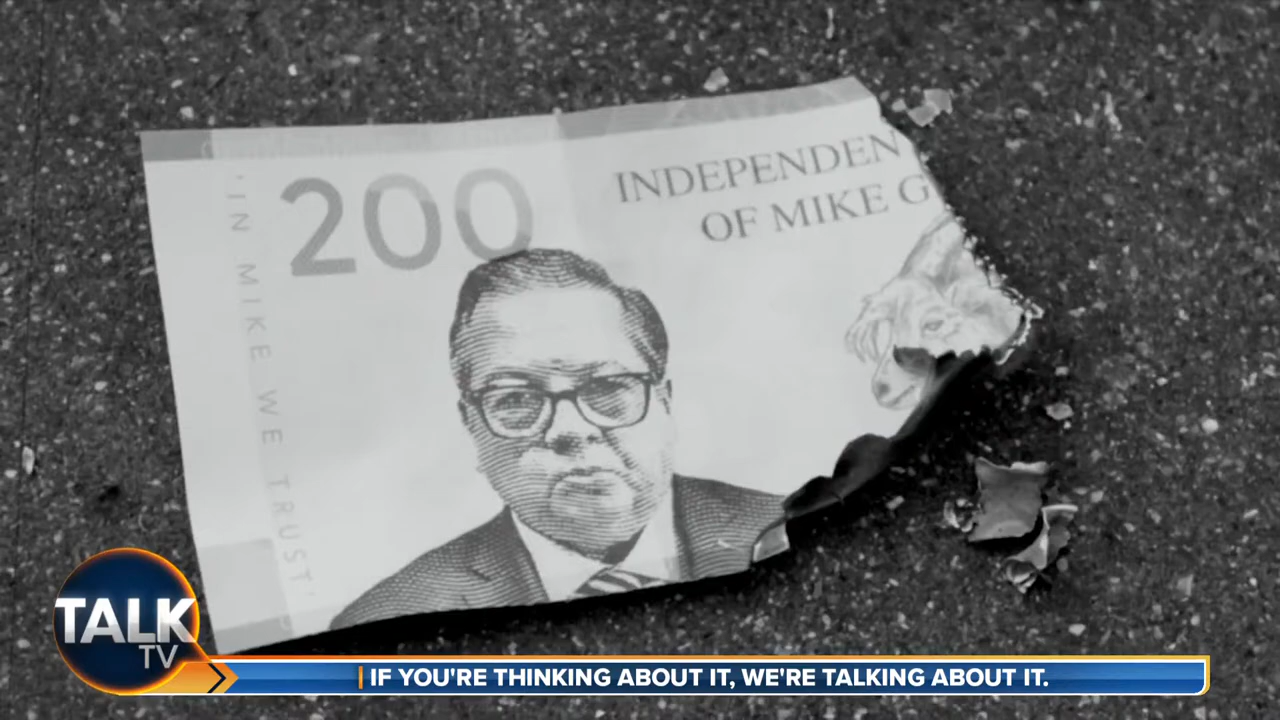 200
INDEPENDEN
OF MIKE G
'IN MIKE WE TRUST'
TALK
TV
IF YOU'RE THINKING ABOUT IT, WE'RE TALKING ABOUT IT.